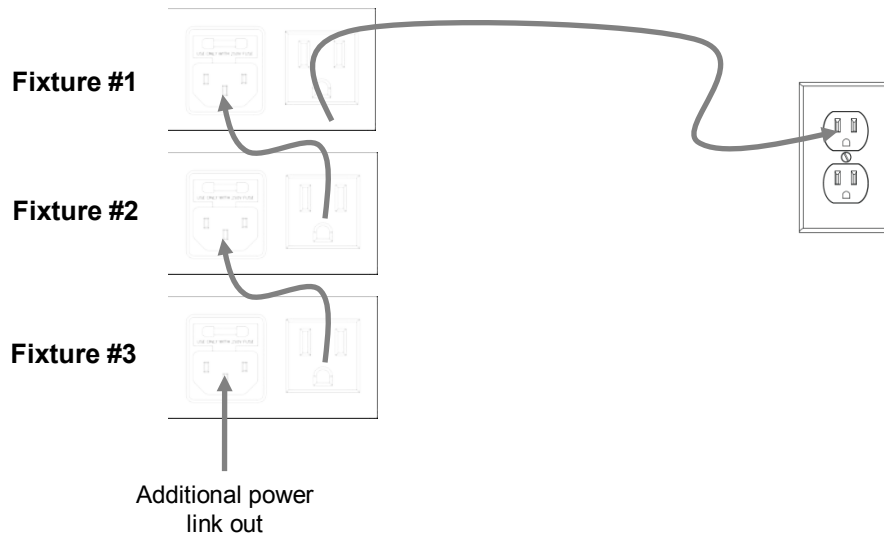 Fixture #1
Fixture #2
Fixture #3
Additional power
link out